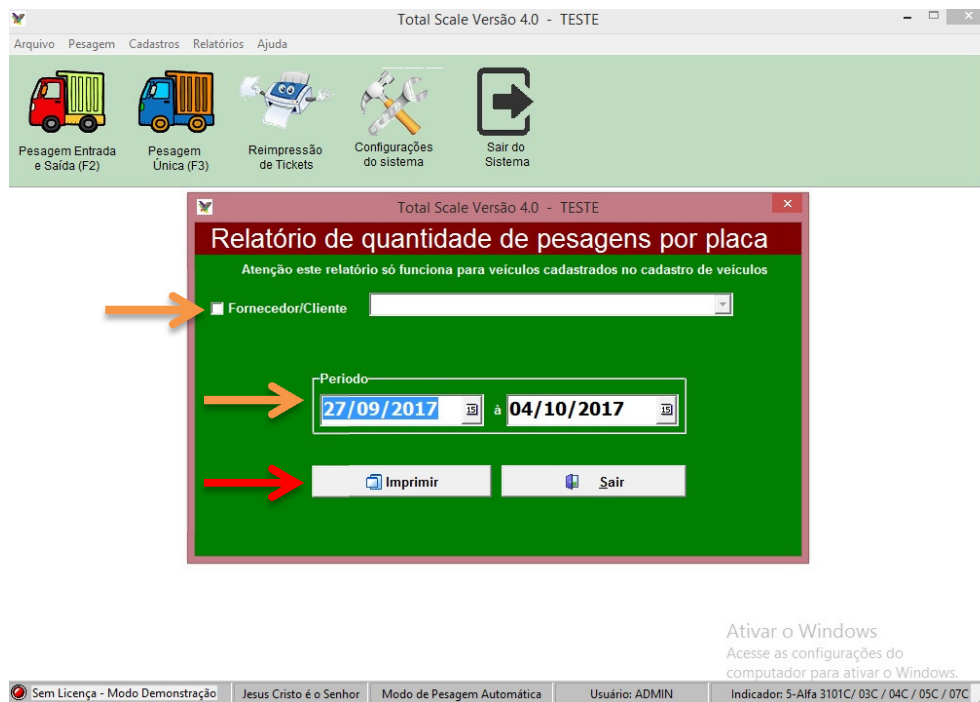 Total Scale Versão 4.0 - TESTE
Arquivo Pesagem Cadastros Relatórios Ajuda
Pesagem Entrada
e Saída (F2)
Pesagem
Única (F3)
Reimpressão
de Tickets
Configurações
do sistema
Sair do
Sistema
Total Scale Versão 4.0 - TESTE
Relatório de quantidade de pesagens por placa
Atenção este relatório só funciona para veículos cadastrados no cadastro de veículos
Fornecedor/Cliente
Periodo
27/09/2017 15 à 04/10/2017 15
Imprimir Sair
Ativar o Windows
Acesse as configurações do
computador para ativar o Windows.
Sem Licença - Modo Demonstração Jesus Cristo é o Senhor Modo de Pesagem Automática Usuário: ADMIN Indicador: 5-Alfa 3101C/ 03C / 04C / 05C / 07C